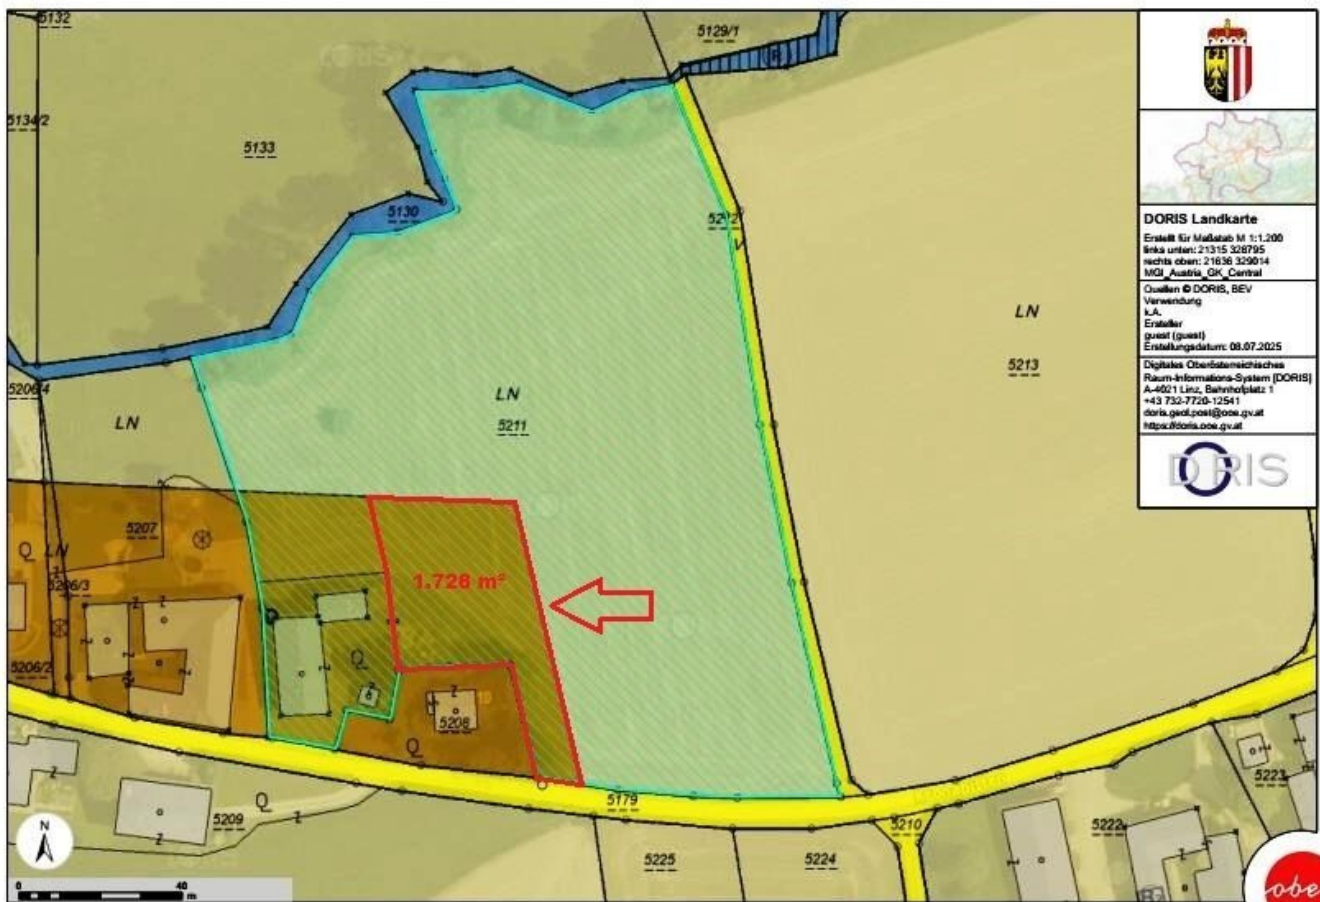 5132
5129/1
5134/2
5133
5130
5212
LN
5213
LN
5211
5206/4
LN
5207
Q
LN
5206/3
1.728 m²
Q
5206/2
5208
Q
5179
Q
5209
5210
5222
5223
5225
5224
N
0
40
m
DORIS Landkarte
Erstellt für Maßstab M 1:1.200
links unten: 21315 328795
rechts oben: 21636 329014
MGI_Austria_GK_Central
Quellen © DORIS, BEV
Verwendung
k.A.
Ersteller
guest (guest)
Erstellungsdatum: 08.07.2025
Digitales Oberösterreichisches
Raum-Informations-System [DORIS]
A-4021 Linz, Bahnhofplatz 1
+43 732-7720-12541
doris.geol.post@ooe.gv.at
https://doris.ooe.gv.at
DORIS
obe